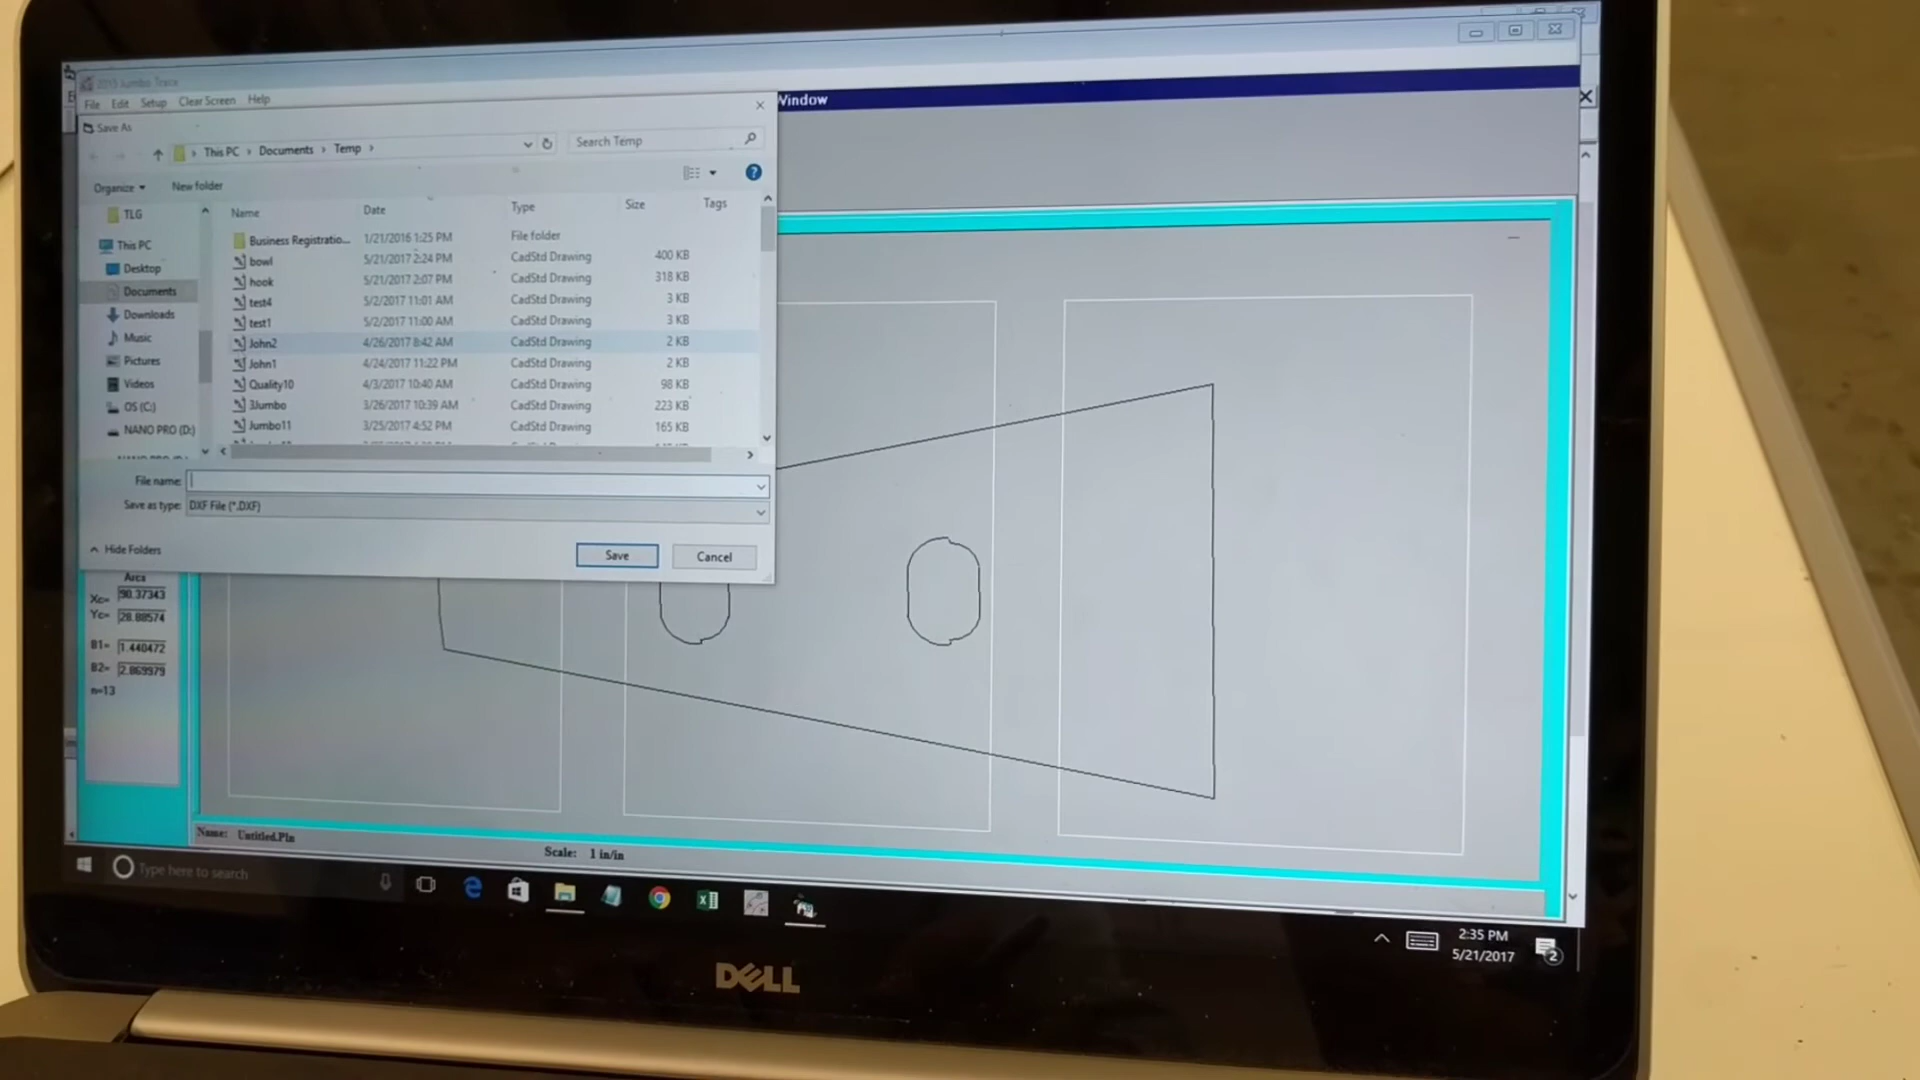 2015 Jumbo Trace
File Edit Setup Clear Screen Help
Window
Save As
This PC > Documents > Temp >
Search Temp
Organize
New folder
TLG
This PC
Desktop
Documents
Downloads
Music
Pictures
Videos
OS (C:)
NANO PRO (D:)
Name Date Type Size Tags
Business Registratio... 1/21/2016 1:25 PM File folder
bowl 5/21/2017 2:24 PM CadStd Drawing 400 KB
hook 5/21/2017 2:07 PM CadStd Drawing 318 KB
test4 5/2/2017 11:01 AM CadStd Drawing 3 KB
test1 5/2/2017 11:00 AM CadStd Drawing 3 KB
John2 4/26/2017 8:42 AM CadStd Drawing 2 KB
John1 4/24/2017 11:22 PM CadStd Drawing 2 KB
Quality10 4/3/2017 10:40 AM CadStd Drawing 98 KB
3Jumbo 3/26/2017 10:39 AM CadStd Drawing 223 KB
Jumbo11 3/25/2017 4:52 PM CadStd Drawing 165 KB
File name:
Save as type: DXF File (*.DXF)
Hide Folders
Save
Cancel
Area
Xc= 90.37343
Yc= 28.88574
B1= 1.440472
B2= 2.869979
n=13
Name: Untitled.Pln
Scale: 1 in/in
Type here to search
2:35 PM
5/21/2017
2
DELL